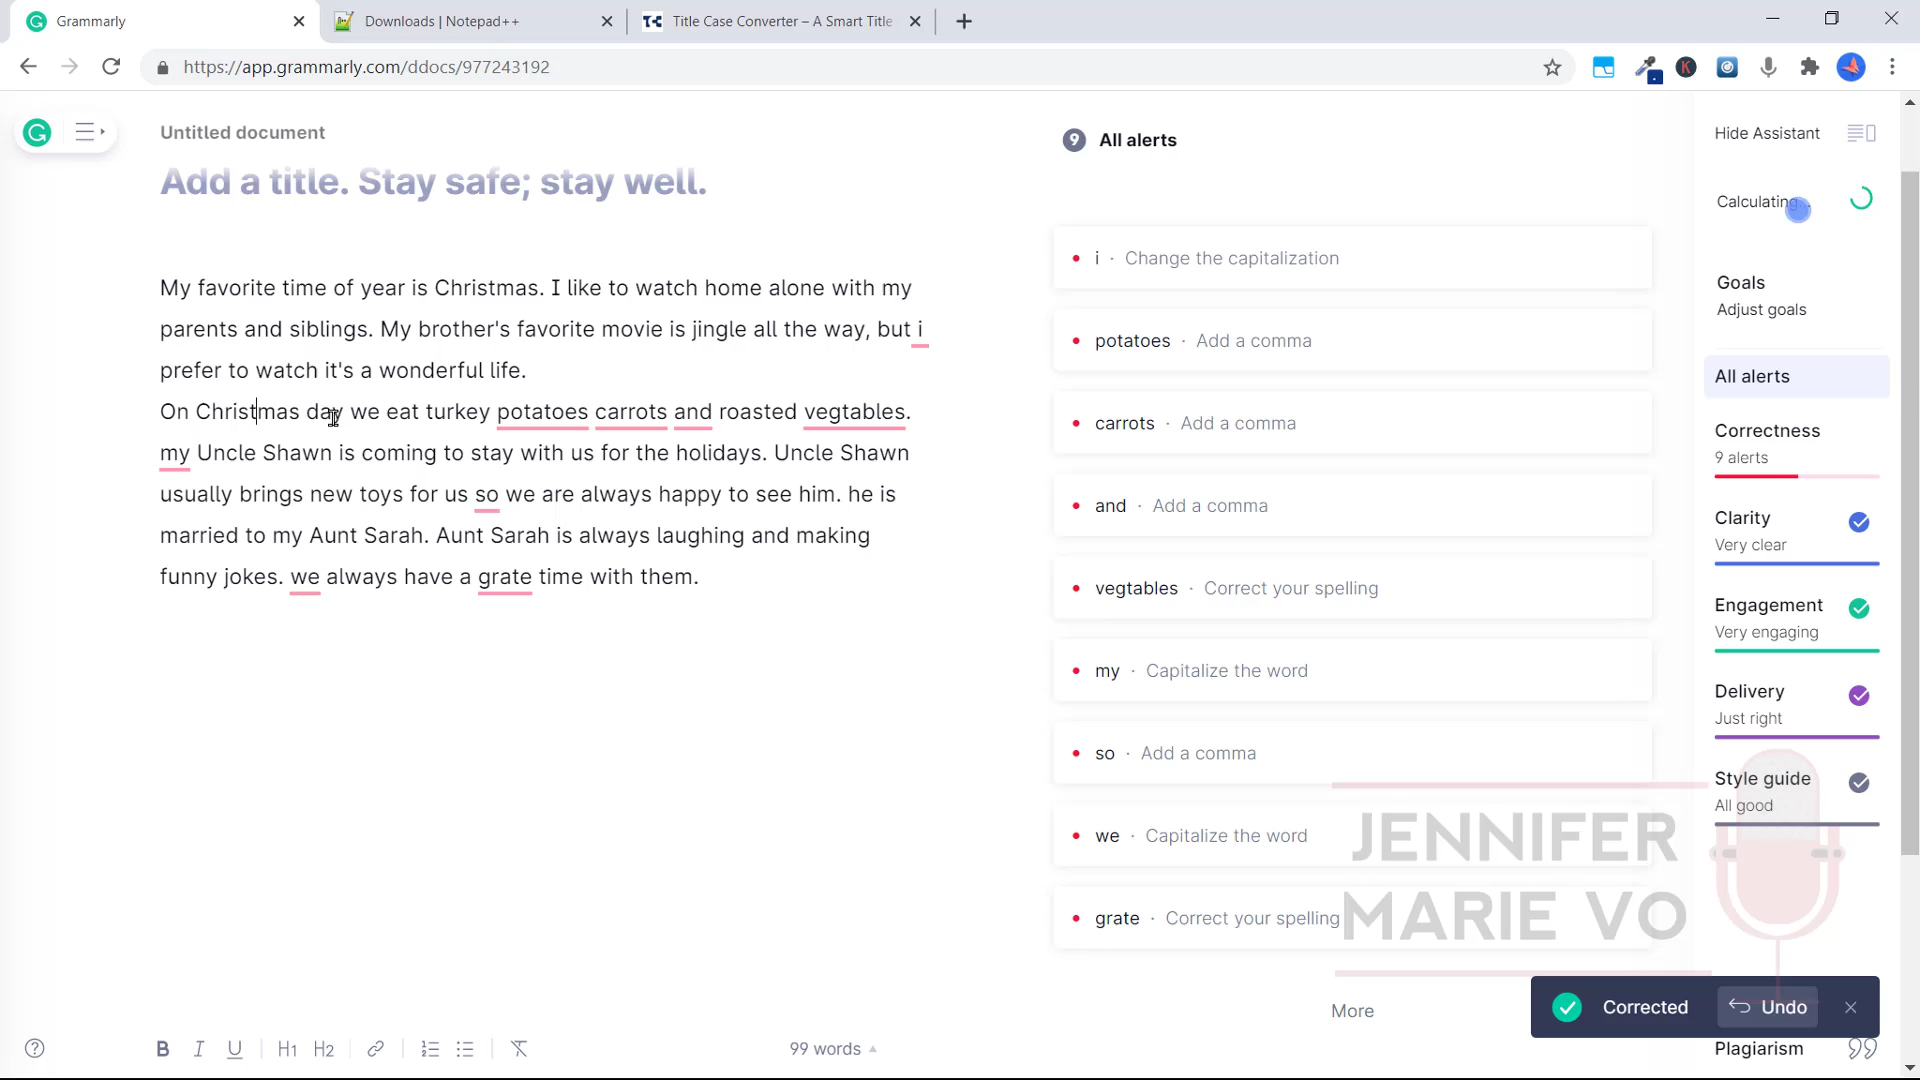 Grammarly
Downloads | Notepad++
Title Case Converter – A Smart Title
https://app.grammarly.com/ddocs/977243192
Untitled document
Add a title. Stay safe; stay well.
My favorite time of year is Christmas. I like to watch home alone with my
parents and siblings. My brother's favorite movie is jingle all the way, but i
prefer to watch it's a wonderful life.
On Christmas day we eat turkey potatoes carrots and roasted vegtables.
my Uncle Shawn is coming to stay with us for the holidays. Uncle Shawn
usually brings new toys for us so we are always happy to see him. he is
married to my Aunt Sarah. Aunt Sarah is always laughing and making
funny jokes. we always have a grate time with them.
9 All alerts
i · Change the capitalization
potatoes · Add a comma
carrots · Add a comma
and · Add a comma
vegtables · Correct your spelling
my · Capitalize the word
so · Add a comma
we · Capitalize the word
grate · Correct your spelling
More
Hide Assistant
Calculating...
Goals
Adjust goals
All alerts
Correctness
9 alerts
Clarity
Very clear
Engagement
Very engaging
Delivery
Just right
Style guide
All good
JENNIFER
MARIE VO
Corrected
Undo
Plagiarism
B I U H1 H2
99 words